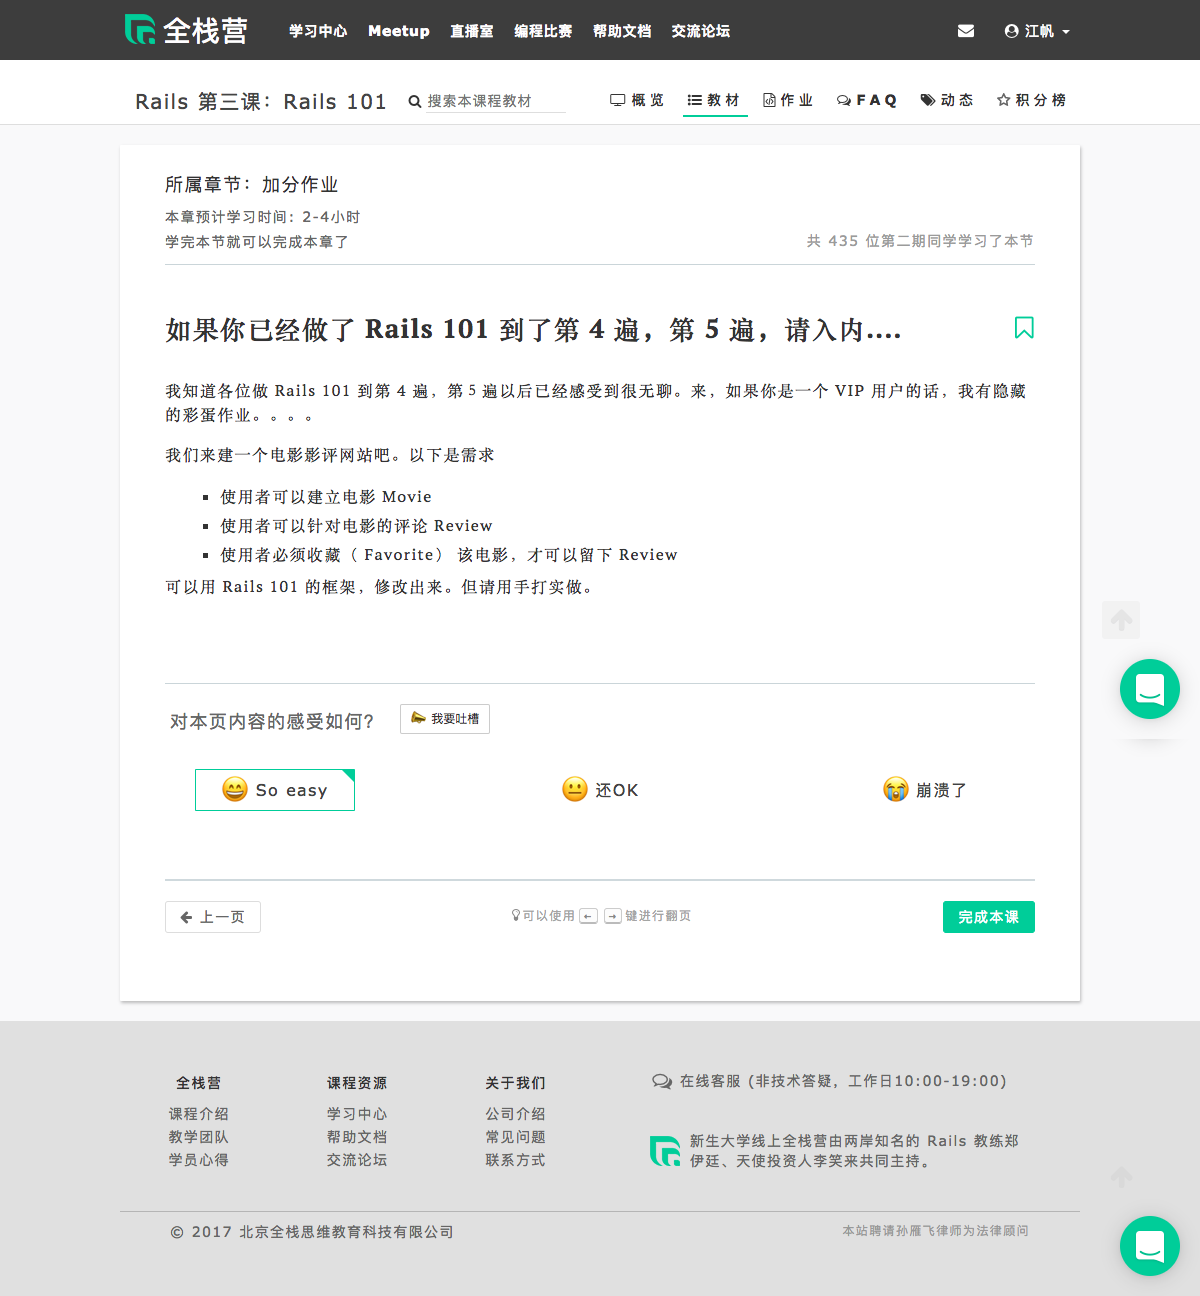 全栈营 学习中心 Meetup 直播室 编程比赛 帮助文档 交流论坛 江帆
Rails 第三课：Rails 101 搜索本课程教材 概览 教材 作业 FAQ 动态 积分榜
所属章节：加分作业
本章预计学习时间：2-4小时
学完本节就可以完成本章了 共 435 位第二期同学学习了本节
如果你已经做了 Rails 101 到了第 4 遍，第 5 遍，请入内....
我知道各位做 Rails 101 到第 4 遍，第 5 遍以后已经感受到很无聊。来，如果你是一个 VIP 用户的话，我有隐藏
的彩蛋作业。。。。
我们来建一个电影影评网站吧。以下是需求
使用者可以建立电影 Movie
使用者可以针对电影的评论 Review
使用者必须收藏（ Favorite） 该电影，才可以留下 Review
可以用 Rails 101 的框架，修改出来。但请用手打实做。
对本页内容的感受如何？ 我要吐槽
So easy 还OK 崩溃了
上一页 可以使用 ← → 键进行翻页 完成本课
全栈营 课程资源 关于我们 在线客服 (非技术答疑，工作日10:00-19:00)
课程介绍 学习中心 公司介绍
教学团队 帮助文档 常见问题 新生大学线上全栈营由两岸知名的 Rails 教练郑
学员心得 交流论坛 联系方式 伊廷、天使投资人李笑来共同主持。
© 2017 北京全栈思维教育科技有限公司 本站聘请孙雁飞律师为法律顾问